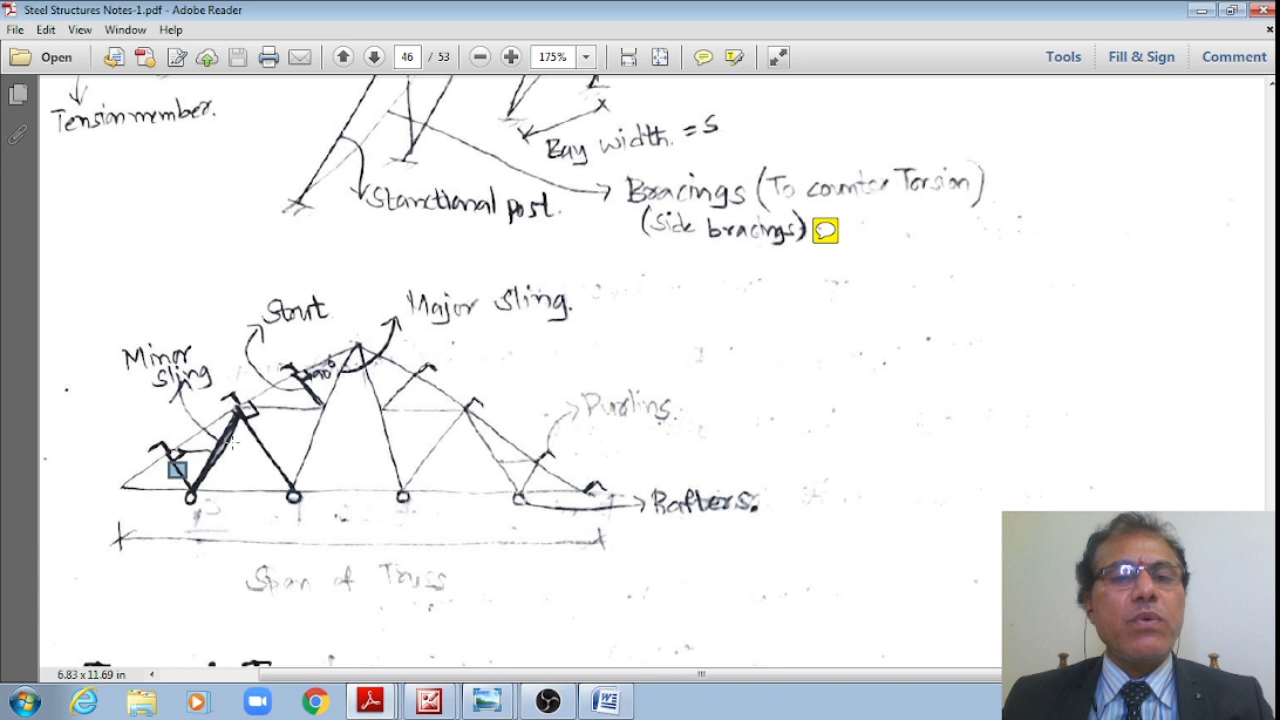 Steel Structures Notes-1.pdf - Adobe Reader
File Edit View Window Help
Open 46 / 53 175% Tools Fill & Sign Comment
Tension member.
Bay width. = S
Stanctional post.
Bracings (To counter Torsion)
(Side bracings)
Strut
Major Sling.
Minor
Sling
90°
Purlins.
Rafters.
Span of Truss
6.83 x 11.69 in